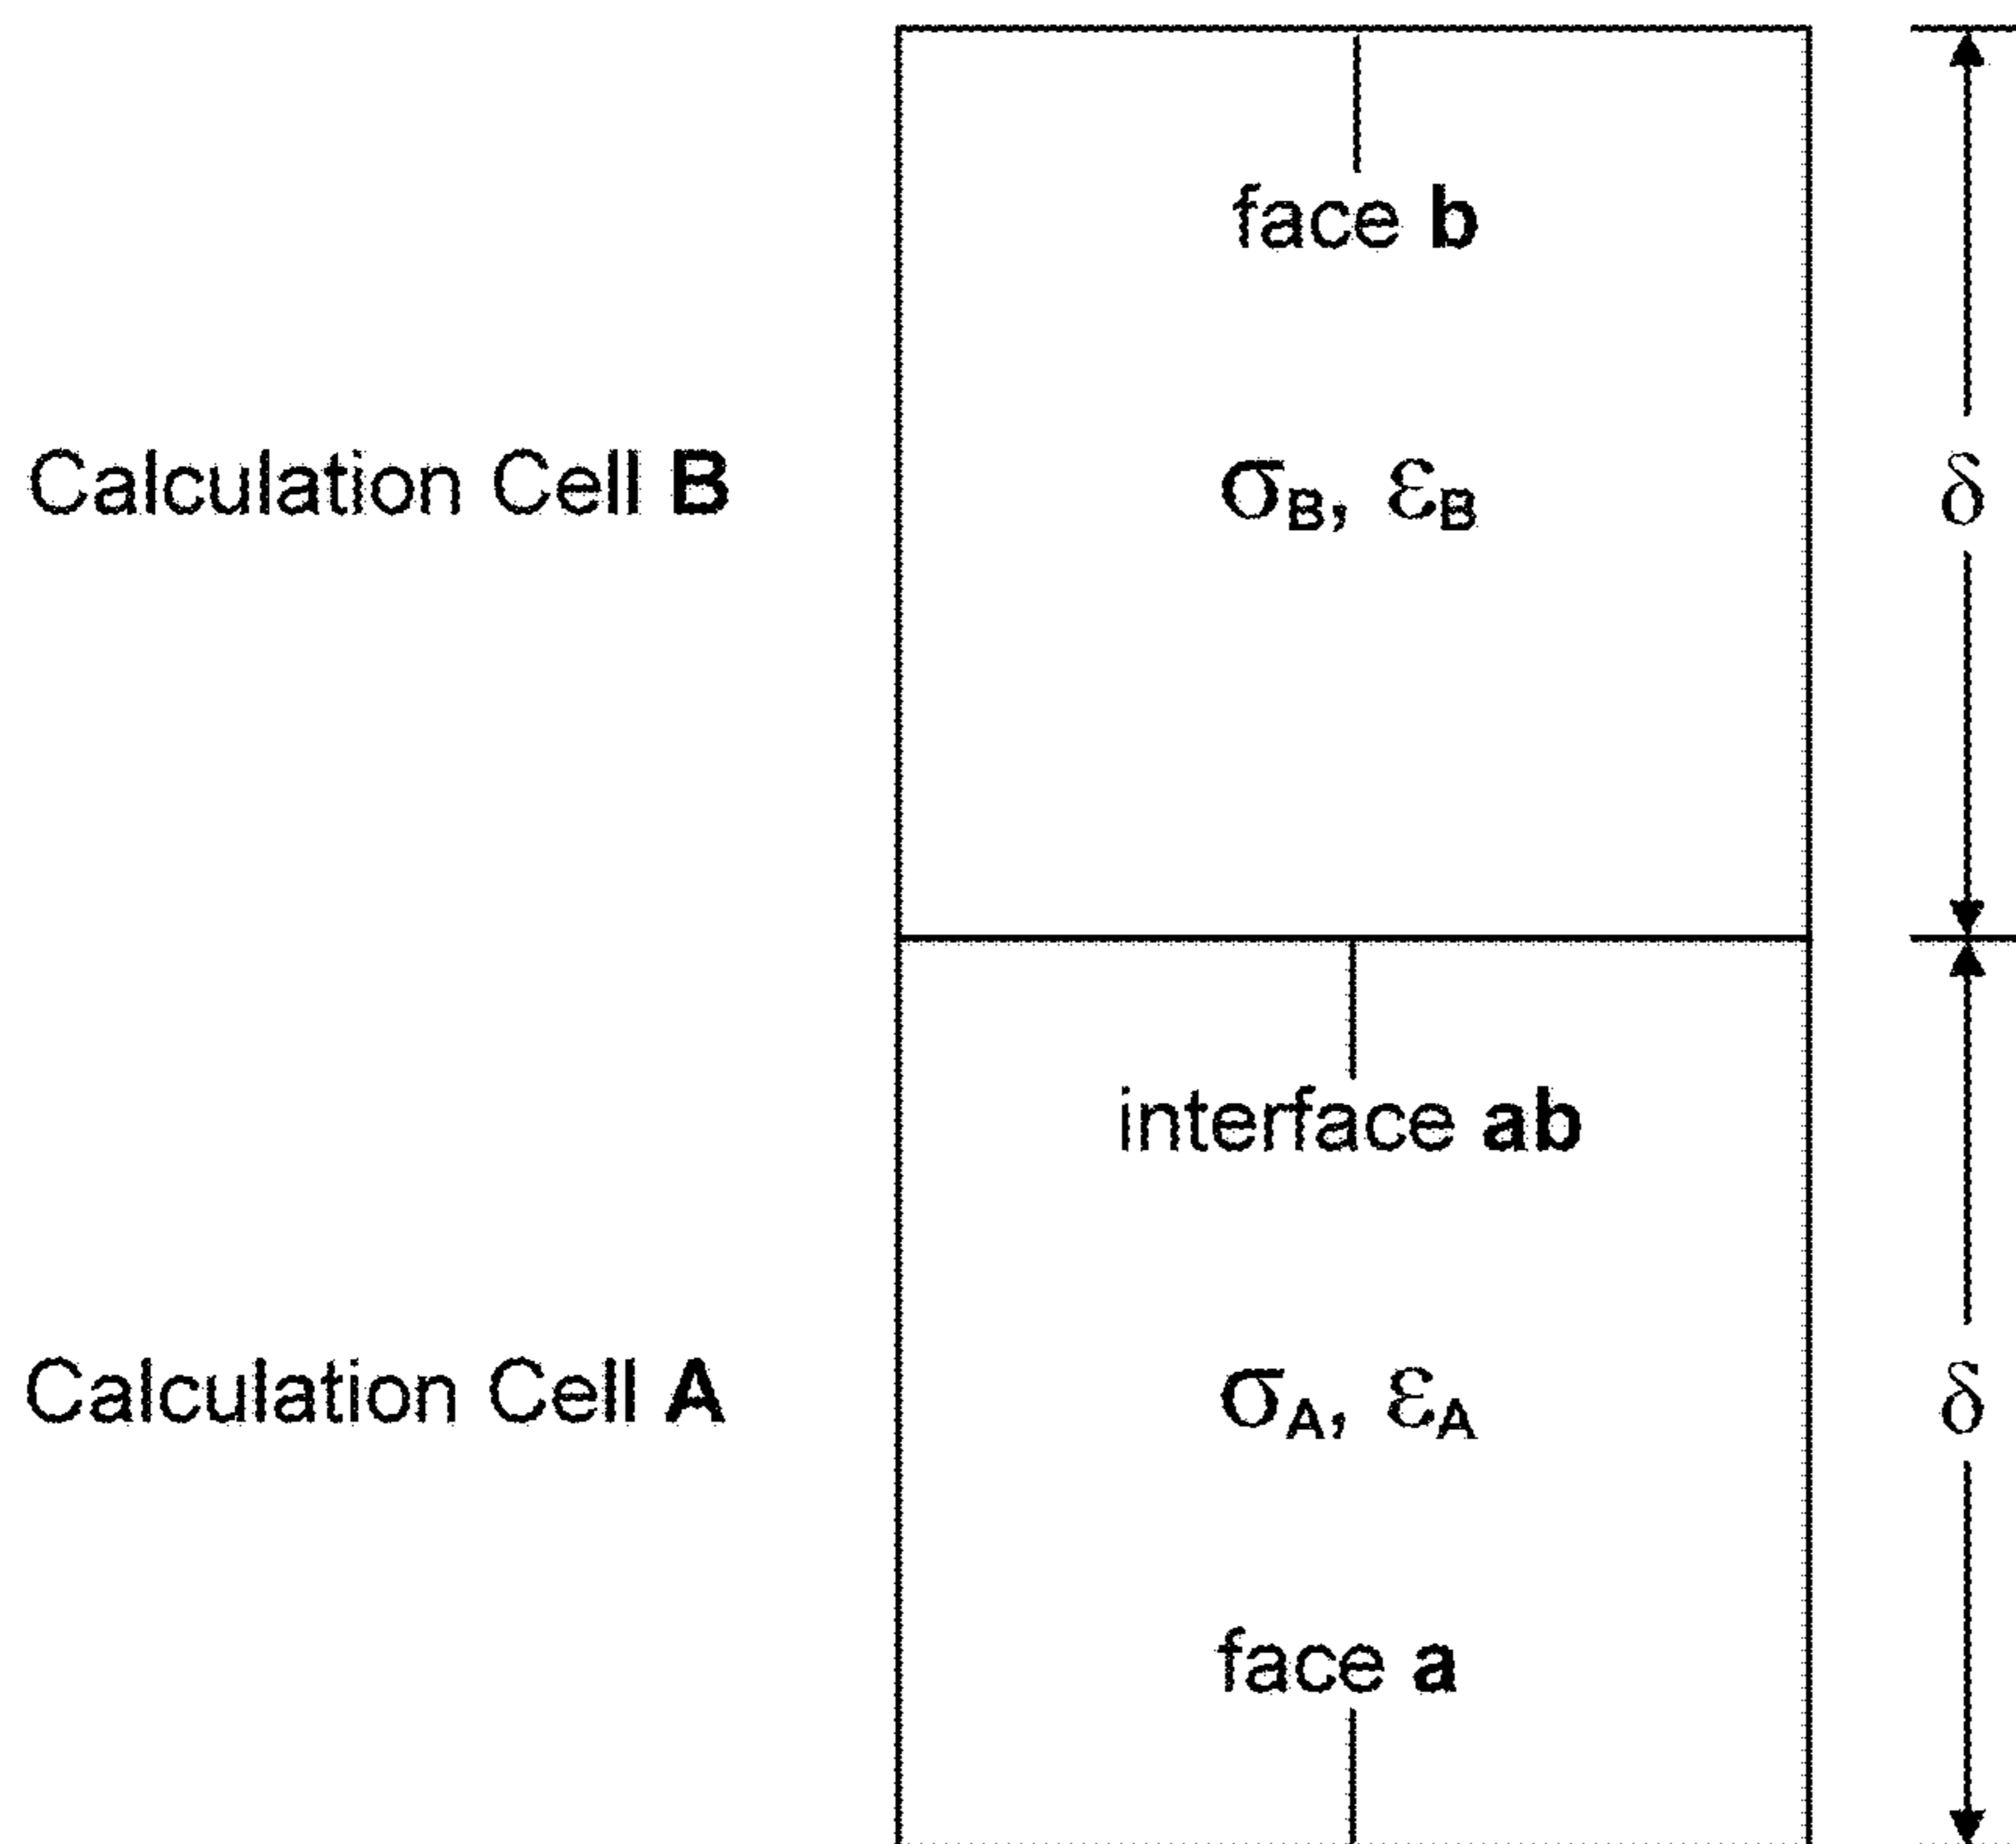 face b
Calculation Cell B
σB, εB
δ
interface ab
Calculation Cell A
σA, εA
δ
face a